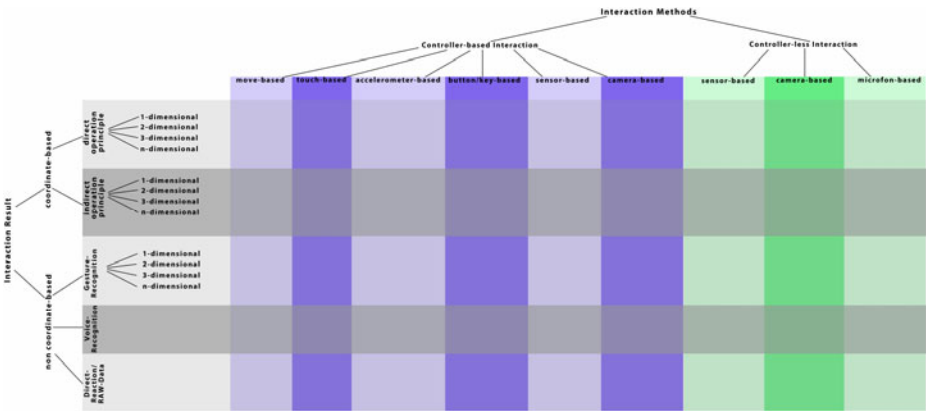 Interaction Methods
Controller-based Interaction
Controller-less Interaction
move-based
touch-based
accelerometer-based
button/key-based
sensor-based
camera-based
sensor-based
camera-based
microfon-based
Interaction Result
coordinate-based
direct
operation
principle
1-dimensional
2-dimensional
3-dimensional
n-dimensional
indirect
operation
principle
1-dimensional
2-dimensional
3-dimensional
n-dimensional
non coordinate-based
Gesture-
Recognition
1-dimensional
2-dimensional
3-dimensional
n-dimensional
Voice-
Recognition
Direct-
Reaction/
RAW-Data